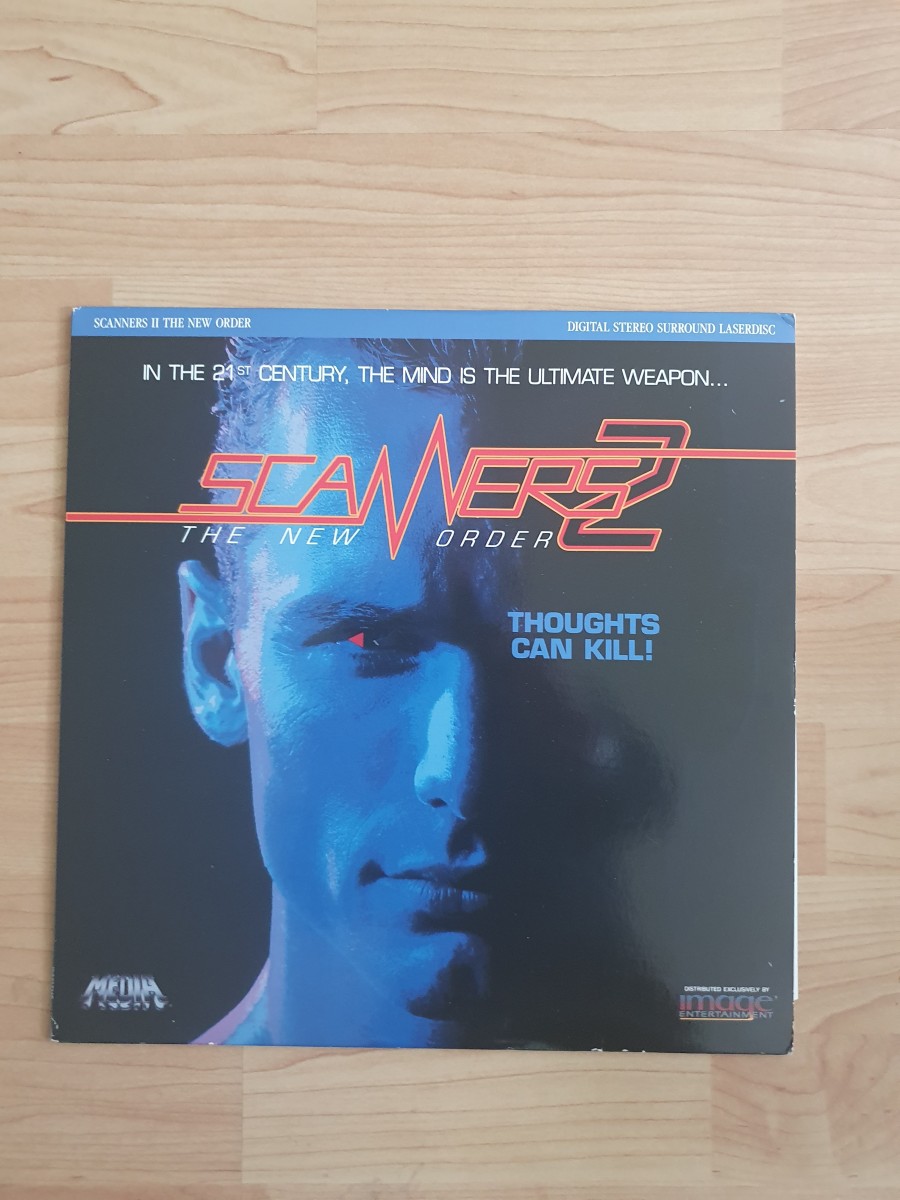 SCANNERS II THE NEW ORDER
DIGITAL STEREO SURROUND LASERDISC
IN THE 21ST CENTURY, THE MIND IS THE ULTIMATE WEAPON...
SCANNERS 2
THE NEW ORDER
THOUGHTS
CAN KILL!
MEDIA
DISTRIBUTED EXCLUSIVELY BY
image
ENTERTAINMENT